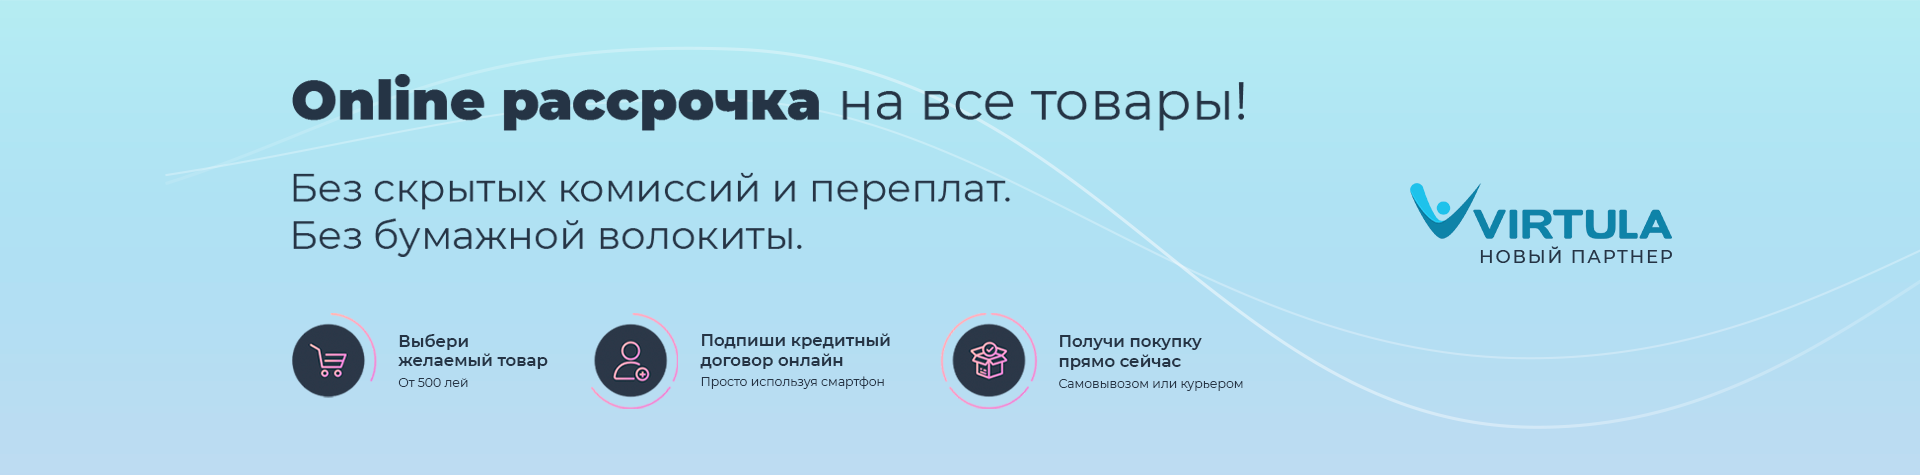 Online рассрочка на все товары!
Без скрытых комиссий и переплат.
Без бумажной волокиты.
VIRTULA
НОВЫЙ ПАРТНЕР
Выбери
желаемый товар
От 500 лей
Подпиши кредитный
договор онлайн
Просто используя смартфон
Получи покупку
прямо сейчас
Самовывозом или курьером